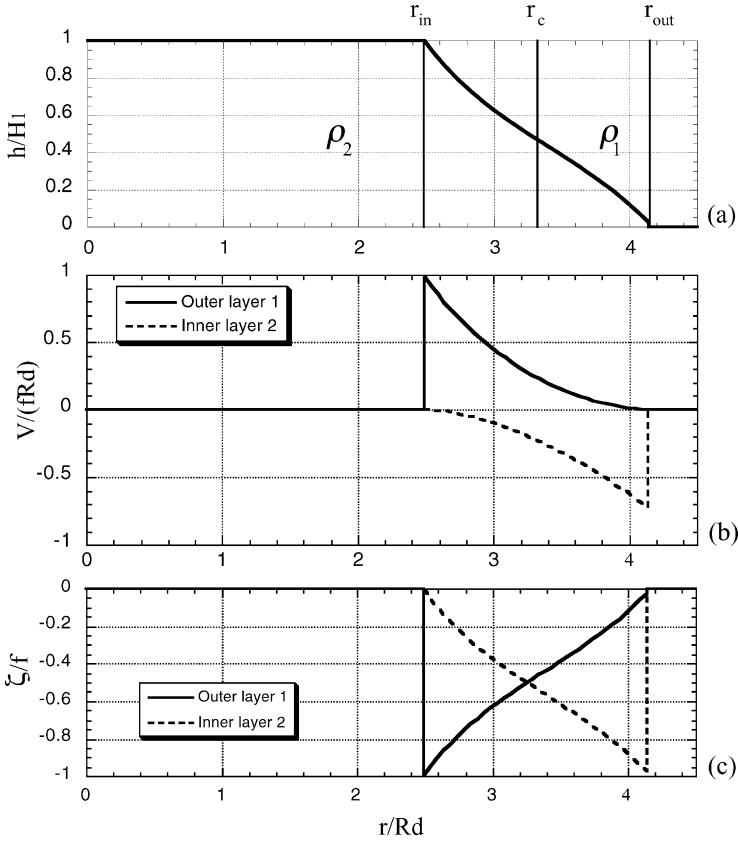 r_in r_c r_out
1
0.8
0.6
0.4
0.2
0
h/H₁
ρ₂ ρ₁
(a)
0 1 2 3 4
1
0.5
0
-0.5
-1
V/(fRd)
Outer layer 1
Inner layer 2
(b)
0 1 2 3 4
0
-0.2
-0.4
-0.6
-0.8
-1
ζ/f
Outer layer 1
Inner layer 2
(c)
0 1 2 3 4
r/Rd